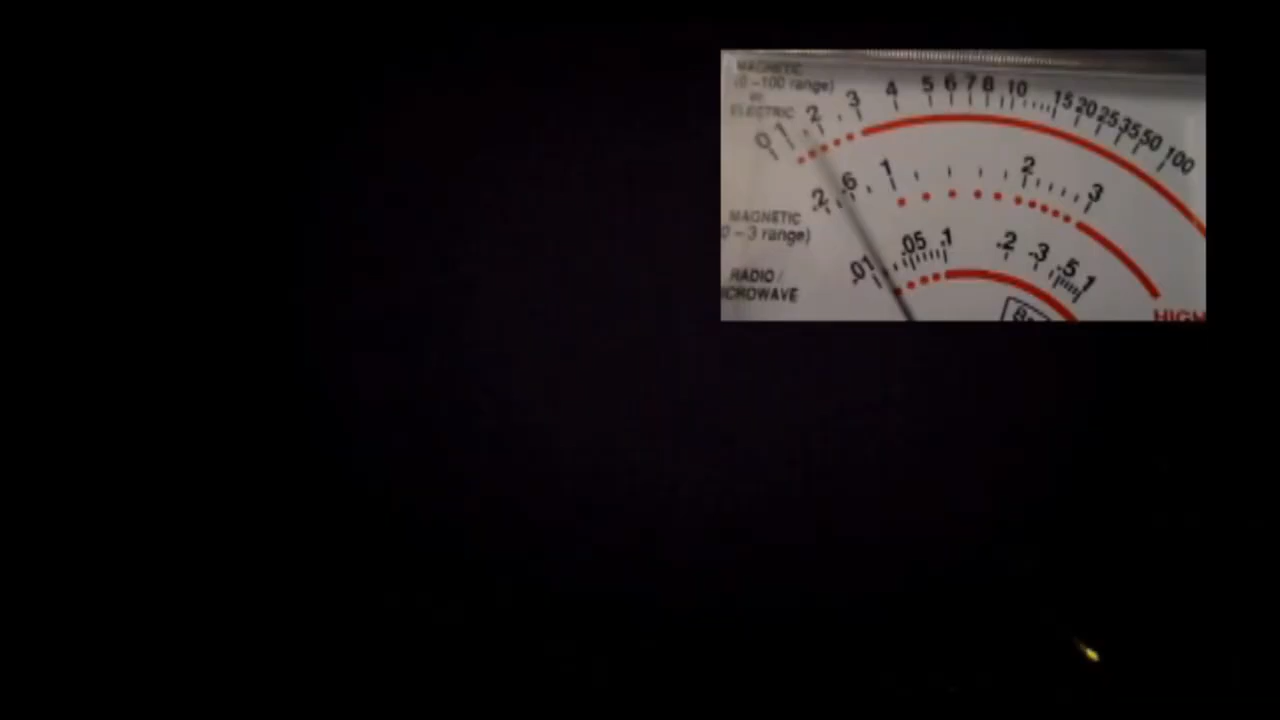 MAGNETIC
(0 -100 range)
or
ELECTRIC
0 1 2 3 4 5 6 7 8 10 15 20 25 35 50 100
.2 .6 1 2 3
MAGNETIC
0 - 3 range)
.01 .05 .1 .2 .3 .5 1
RADIO /
ICROWAVE
HIGH